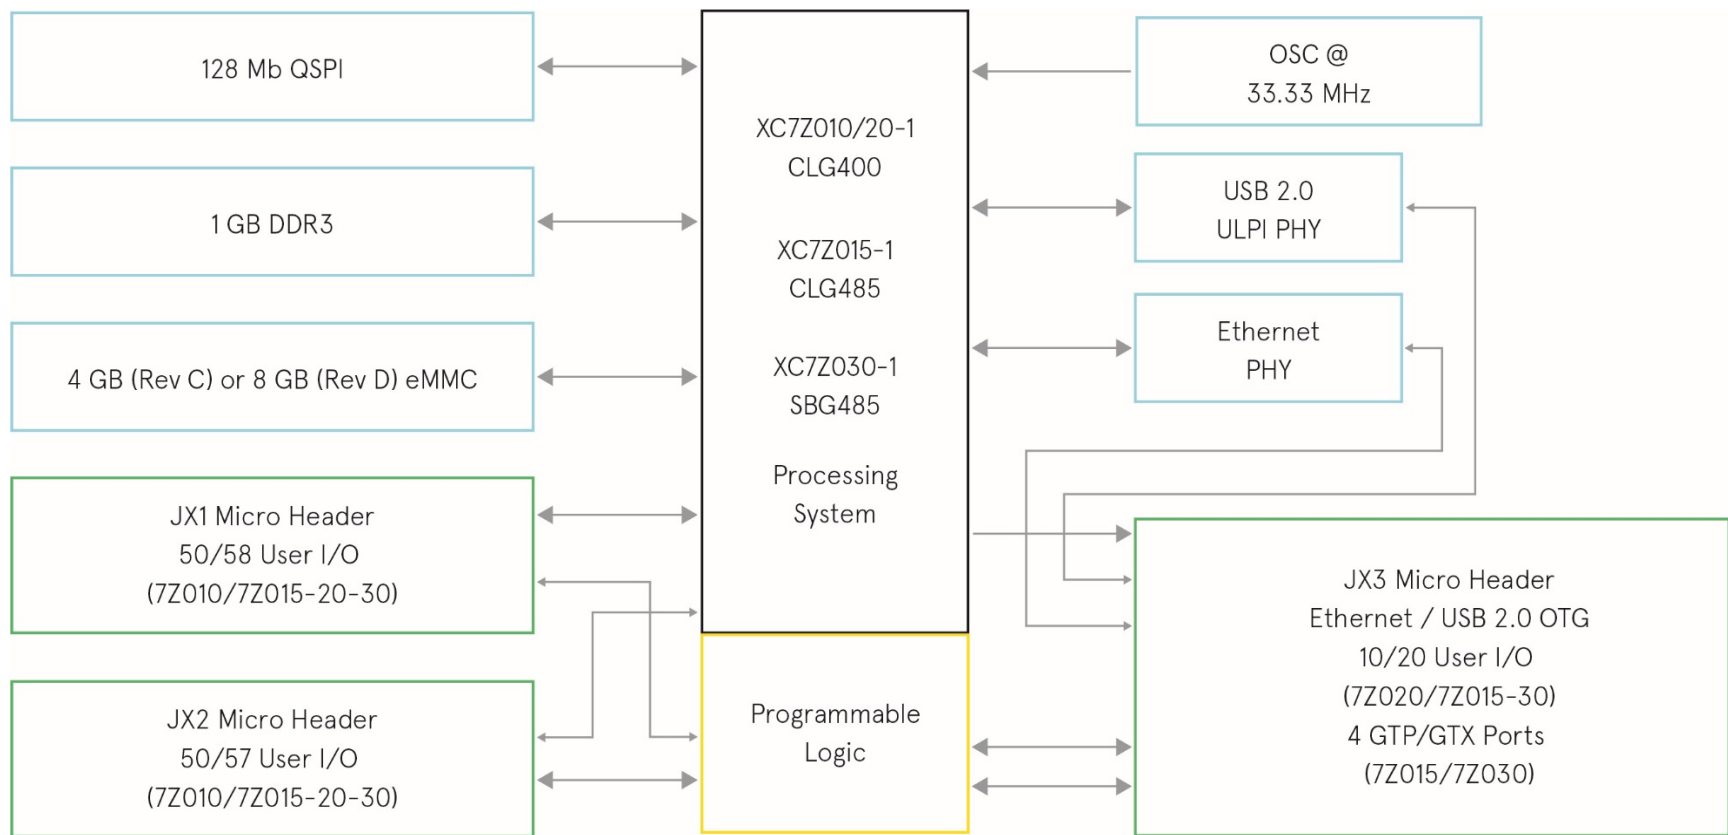 128 Mb QSPI
1 GB DDR3
4 GB (Rev C) or 8 GB (Rev D) eMMC
JX1 Micro Header
50/58 User I/O
(7Z010/7Z015-20-30)
JX2 Micro Header
50/57 User I/O
(7Z010/7Z015-20-30)
XC7Z010/20-1
CLG400
XC7Z015-1
CLG485
XC7Z030-1
SBG485
Processing
System
Programmable
Logic
OSC @
33.33 MHz
USB 2.0
ULPI PHY
Ethernet
PHY
JX3 Micro Header
Ethernet / USB 2.0 OTG
10/20 User I/O
(7Z020/7Z015-30)
4 GTP/GTX Ports
(7Z015/7Z030)